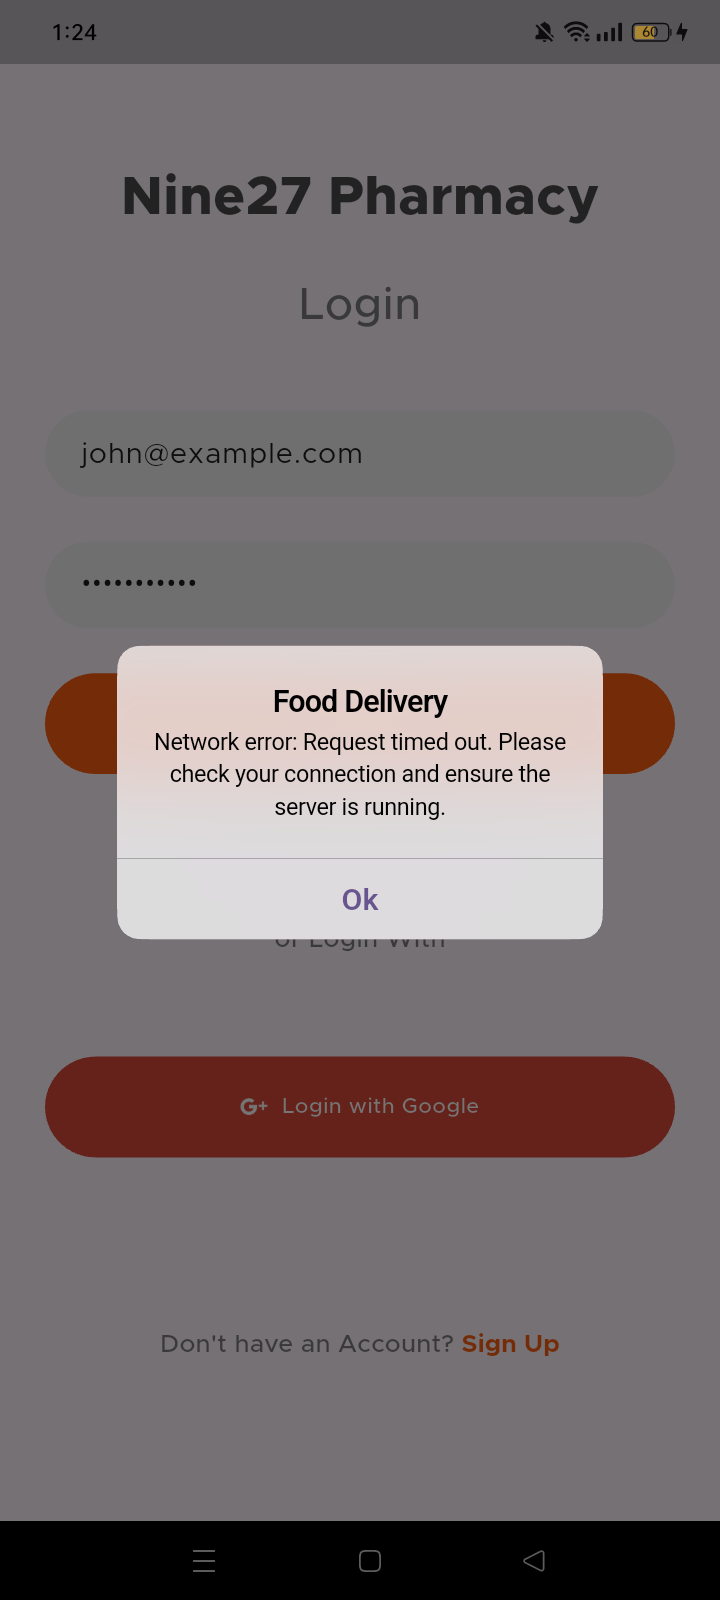 1:24
60
Nine27 Pharmacy
Login
john@example.com
•••••••••••
Food Delivery
Network error: Request timed out. Please
check your connection and ensure the
server is running.
Ok
or Login With
G+ Login with Google
Don't have an Account? Sign Up